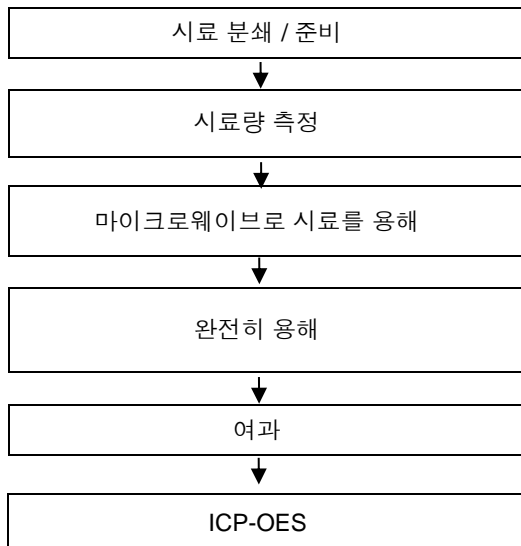 시료 분쇄 / 준비
시료량 측정
마이크로웨이브로 시료를 용해
완전히 용해
여과
ICP-OES